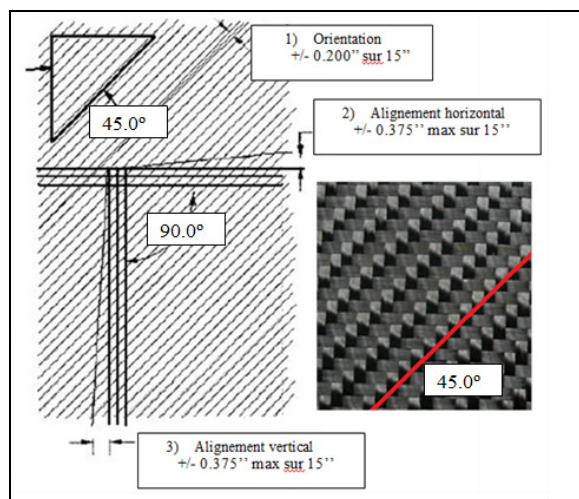 1) Orientation
+/- 0.200’’ sur 15’’
45.0º
2) Alignement horizontal
+/- 0.375’’ max sur 15’’
90.0º
45.0º
3) Alignement vertical
+/- 0.375’’ max sur 15’’